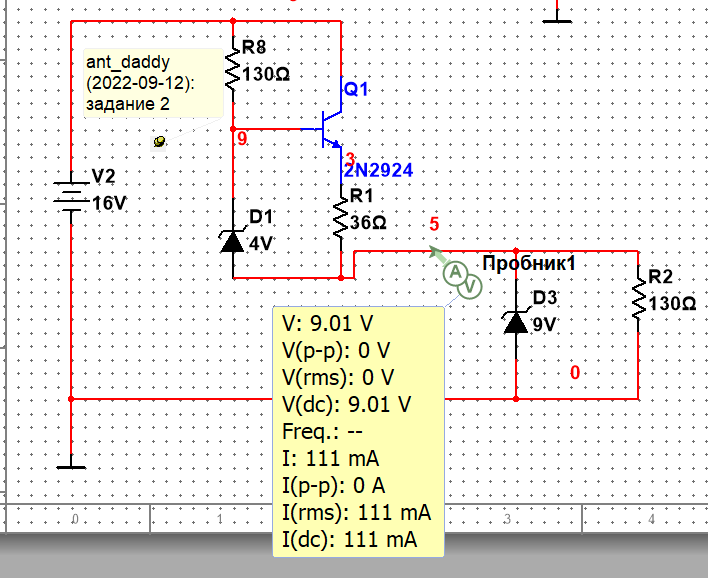 R8
130Ω
ant_daddy
(2022-09-12):
задание 2
Q1
9
3
2N2924
V2
16V
R1
36Ω
D1
4V
5
A
V
Пробник1
R2
130Ω
D3
9V
0
V: 9.01 V
V(p-p): 0 V
V(rms): 0 V
V(dc): 9.01 V
Freq.: --
I: 111 mA
I(p-p): 0 A
I(rms): 111 mA
I(dc): 111 mA
0 1 3 4